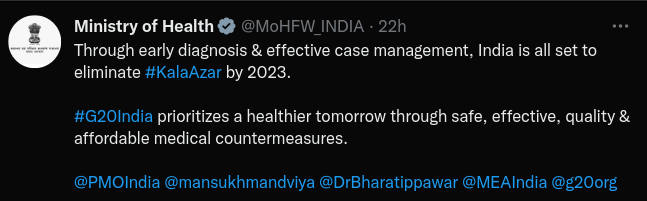 Ministry of Health @MoHFW_INDIA · 22h
Through early diagnosis & effective case management, India is all set to
eliminate #KalaAzar by 2023.
#G20India prioritizes a healthier tomorrow through safe, effective, quality &
affordable medical countermeasures.
@PMOIndia @mansukhmandviya @DrBharatippawar @MEAIndia @g20org